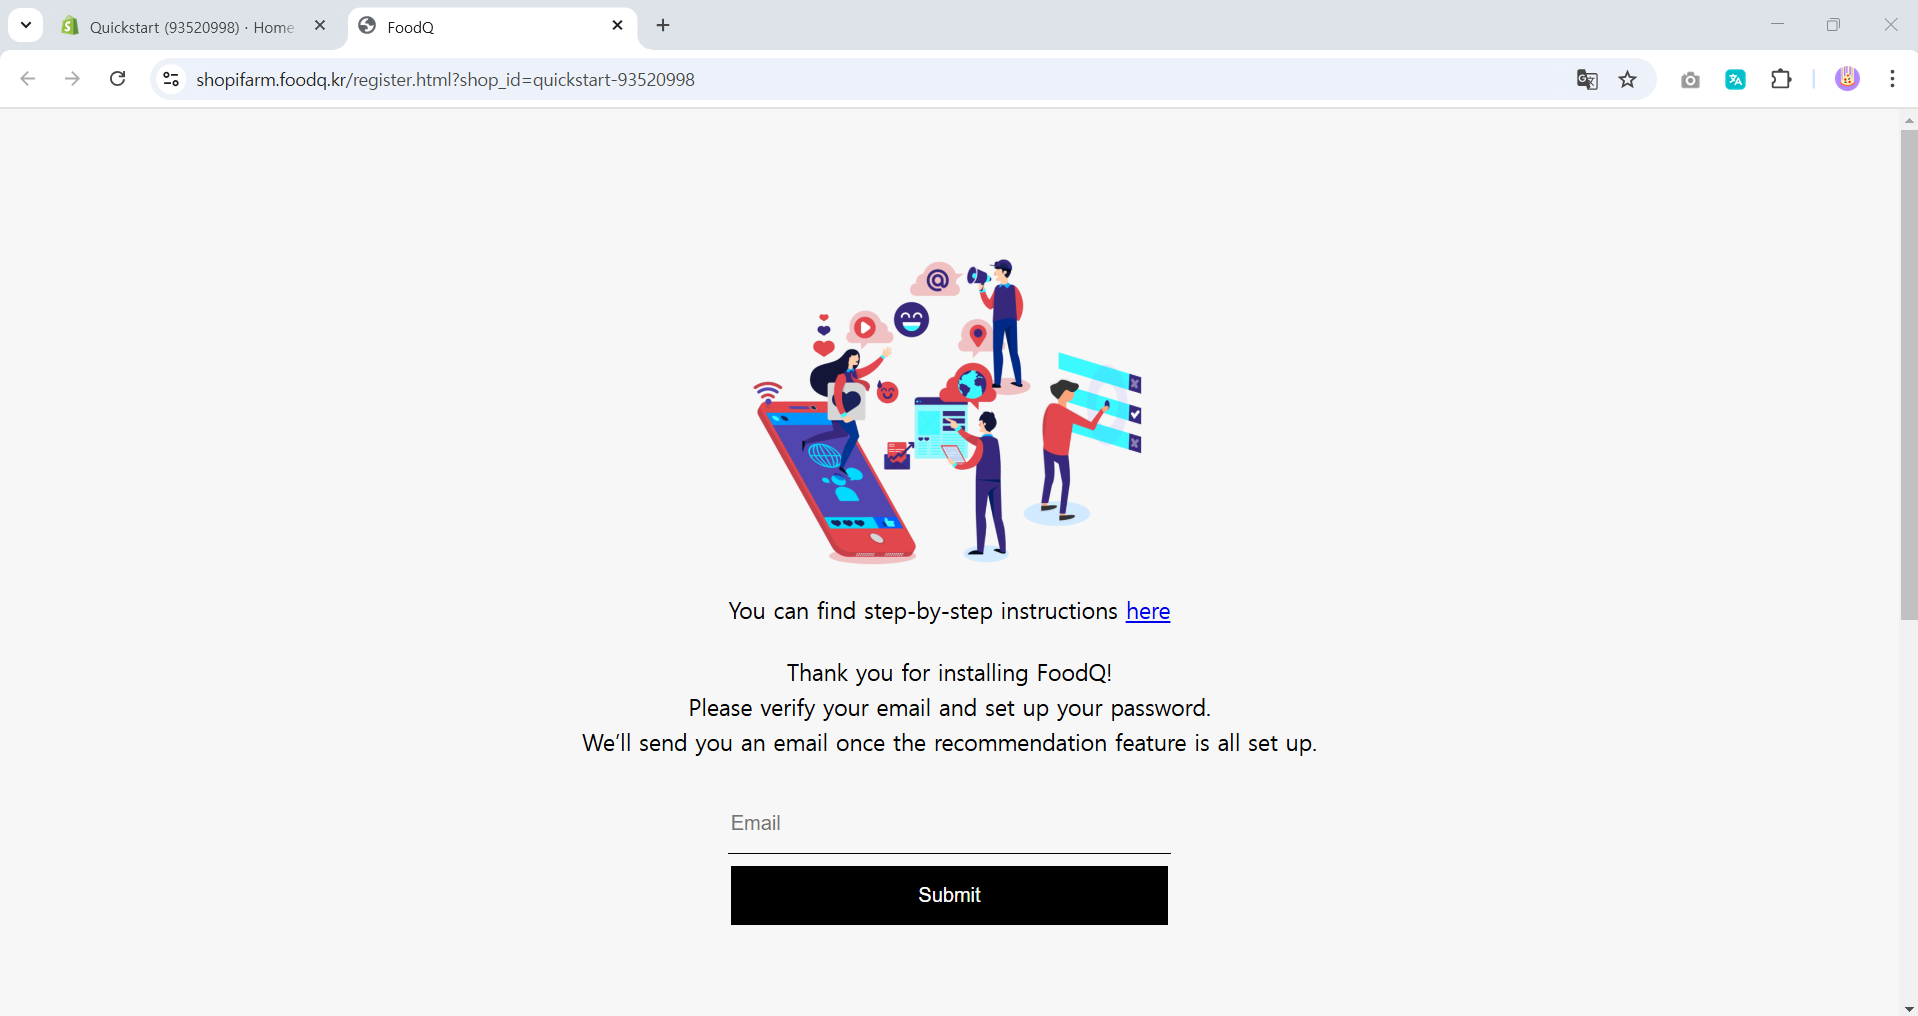 Quickstart (93520998) · Home
FoodQ
shopifarm.foodq.kr/register.html?shop_id=quickstart-93520998
You can find step-by-step instructions here
Thank you for installing FoodQ!
Please verify your email and set up your password.
We'll send you an email once the recommendation feature is all set up.
Email
Submit